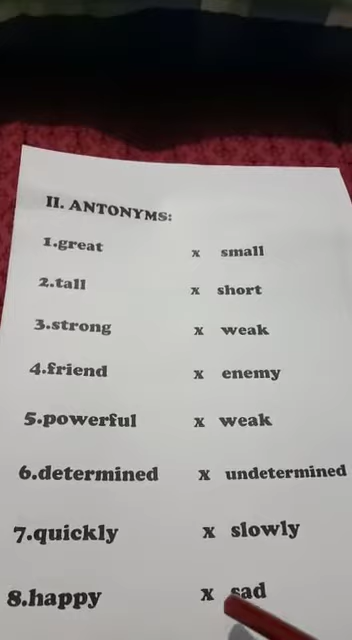 II. ANTONYMS:
1.great x small
2.tall x short
3.strong x weak
4.friend x enemy
5.powerful x weak
6.determined x undetermined
7.quickly x slowly
8.happy x sad